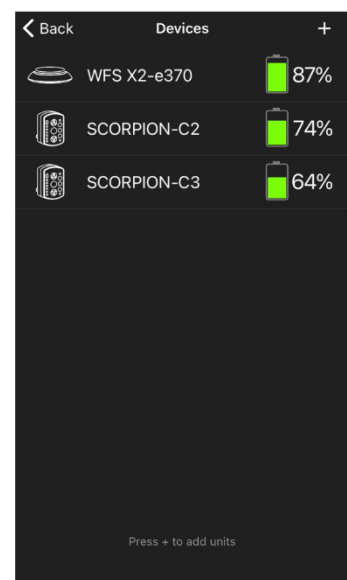 Back Devices +
WFS X2-e370 87%
SCORPION-C2 74%
SCORPION-C3 64%
Press + to add units